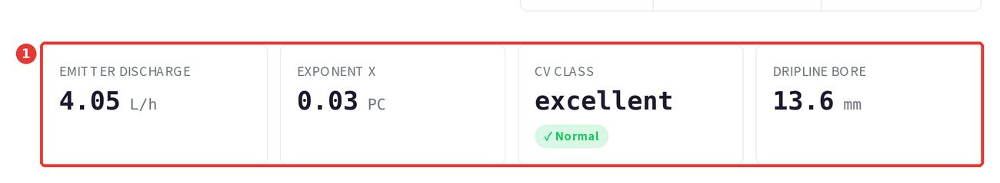 1
EMITTER DISCHARGE
4.05 L/h
EXPONENT X
0.03 PC
CV CLASS
excellent
✓ Normal
DRIPLINE BORE
13.6 mm